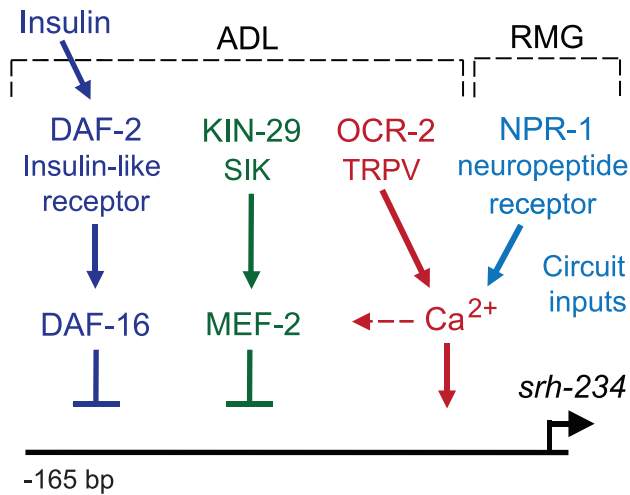 Insulin
ADL
RMG
DAF-2
Insulin-like
receptor
KIN-29
SIK
OCR-2
TRPV
NPR-1
neuropeptide
receptor
Circuit
inputs
DAF-16
MEF-2
Ca²⁺
srh-234
-165 bp